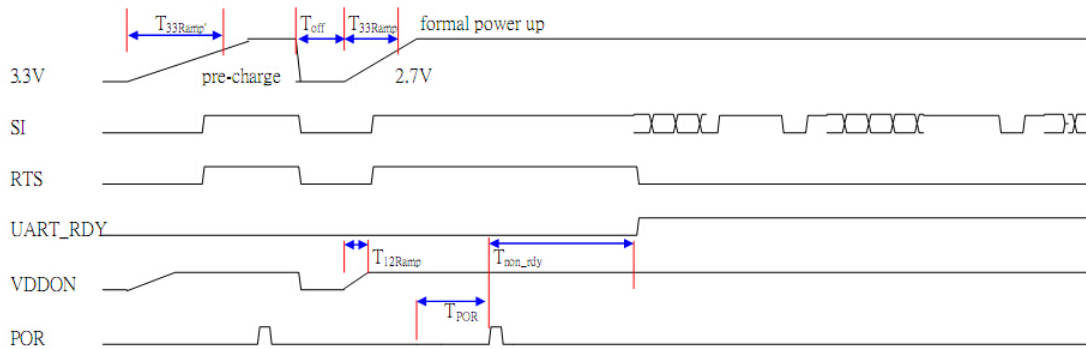 T33Ramp' Toff T33Ramp formal power up
3.3V pre-charge 2.7V
SI
RTS
UART_RDY
T12Ramp Tnon_rdy
VDDON
TPOR
POR